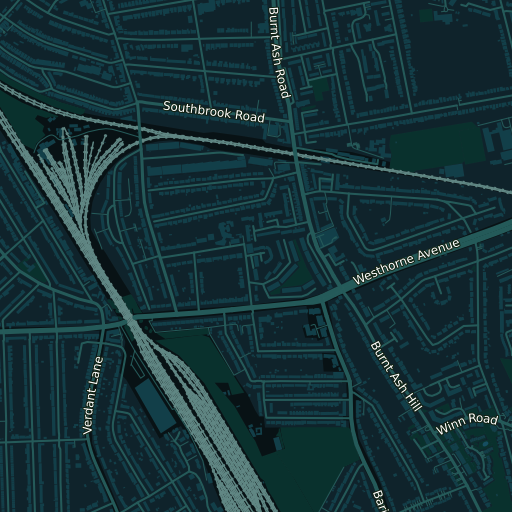 Burnt Ash Road
Southbrook Road
Westhorne Avenue
Verdant Lane
Burnt Ash Hill
Winn Road